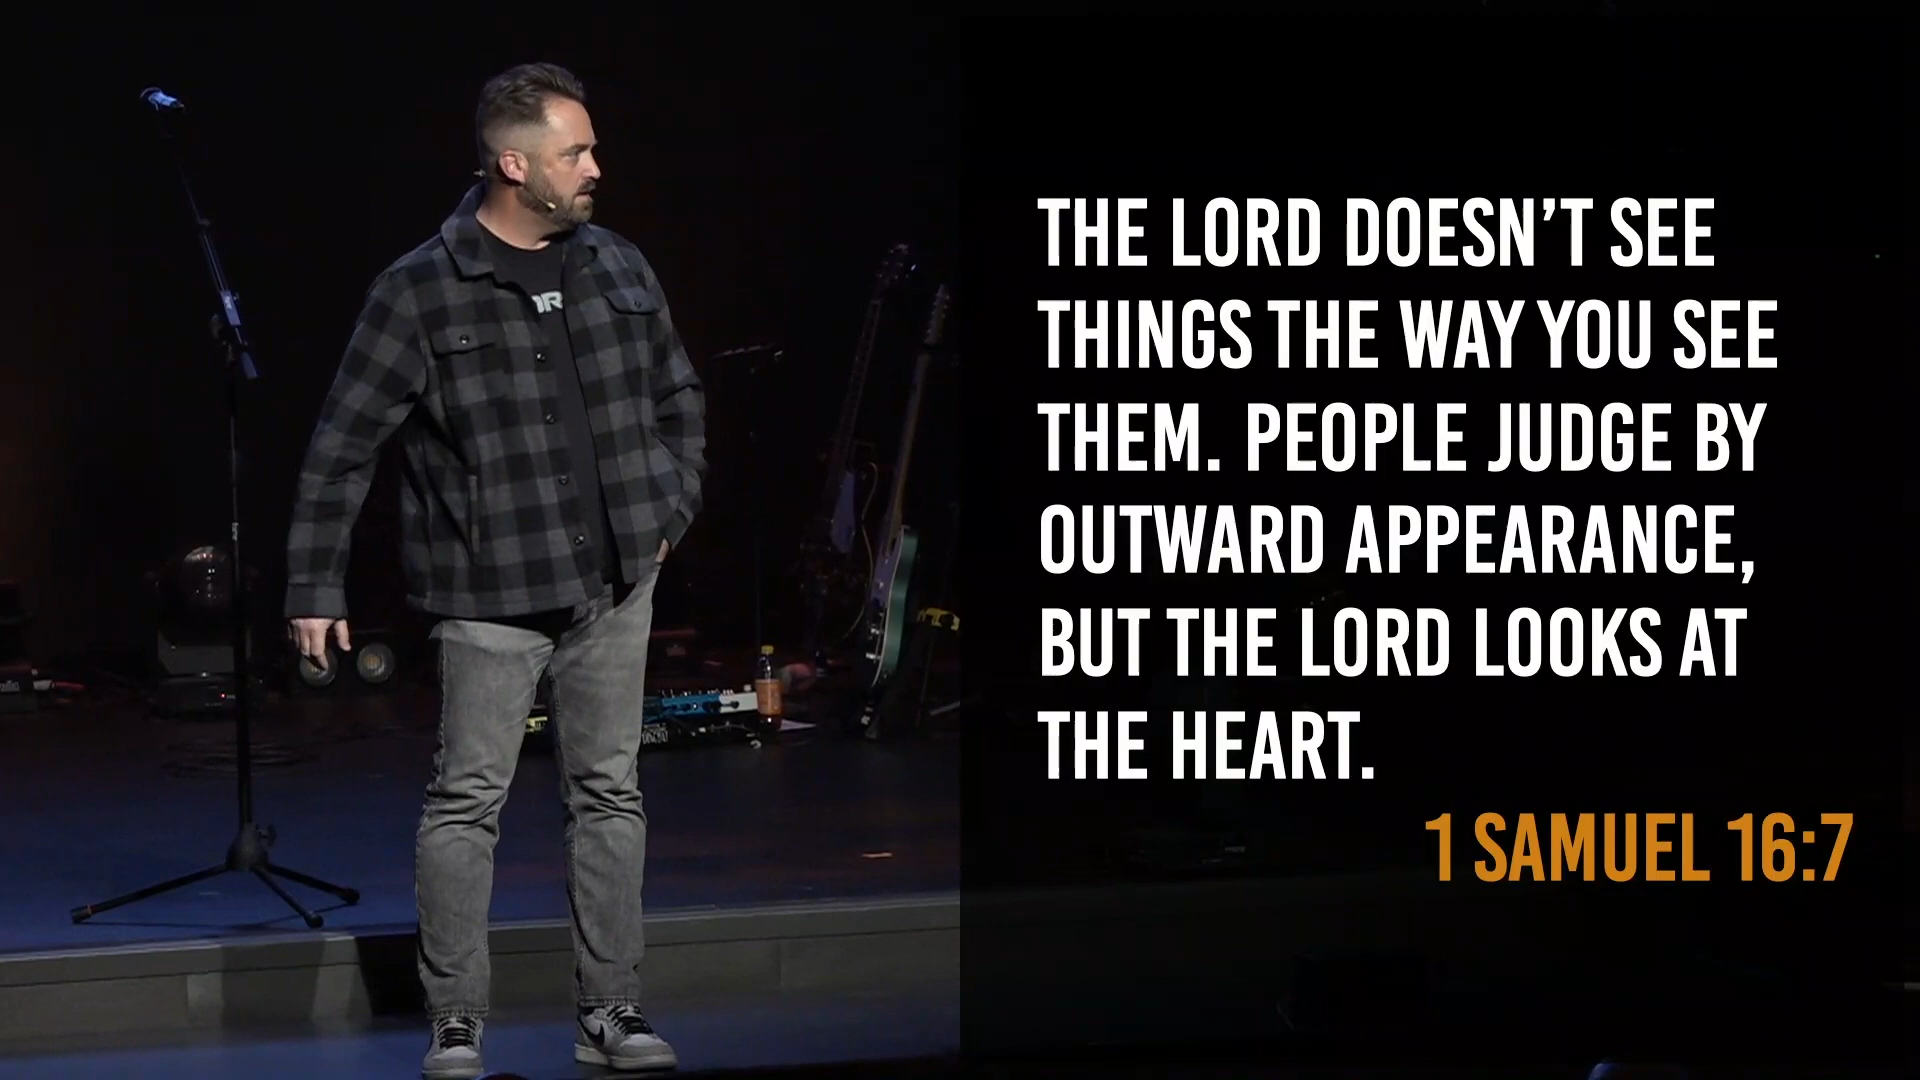 THE LORD DOESN’T SEE
THINGS THE WAY YOU SEE
THEM. PEOPLE JUDGE BY
OUTWARD APPEARANCE,
BUT THE LORD LOOKS AT
THE HEART.
1 SAMUEL 16:7